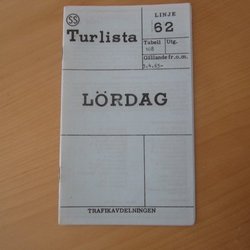 SS
LINJE
Turlista
62
Tabell Utg.
Gällande fr.o.m.
LÖRDAG
TRAFIKAVDELNINGEN